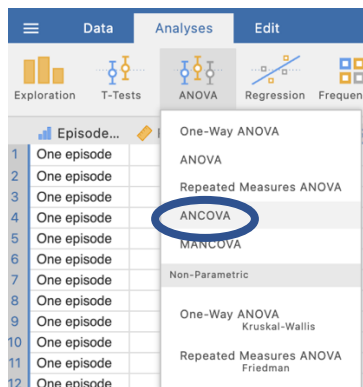 Data Analyses Edit
Exploration T-Tests ANOVA Regression Frequen
Episode...
One-Way ANOVA
ANOVA
Repeated Measures ANOVA
ANCOVA
MANCOVA
Non-Parametric
One-Way ANOVA
Kruskal-Wallis
Repeated Measures ANOVA
Friedman
1 One episode
2 One episode
3 One episode
4 One episode
5 One episode
6 One episode
7 One episode
8 One episode
9 One episode
10 One episode
11 One episode
12 One episode